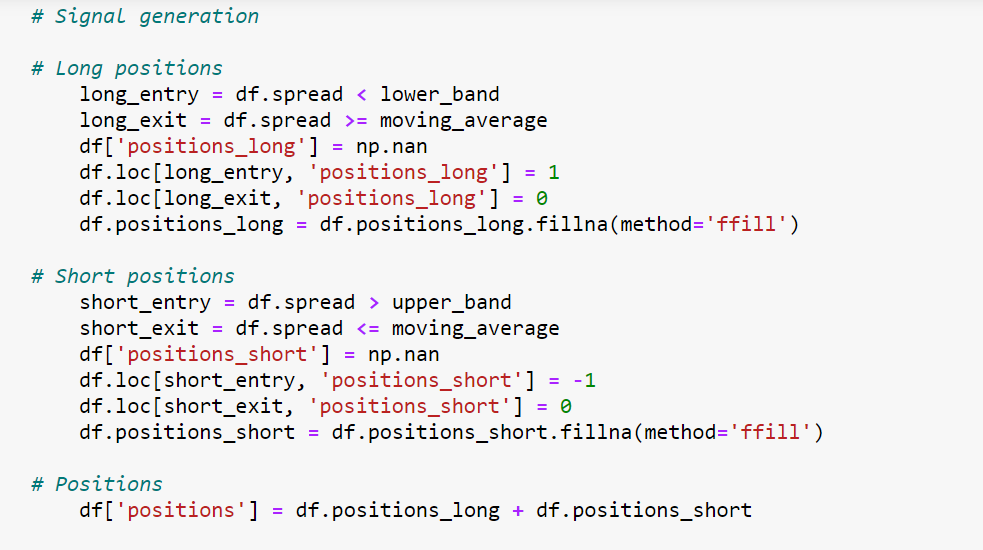 # Signal generation
# Long positions
long_entry = df.spread < lower_band
long_exit = df.spread >= moving_average
df['positions_long'] = np.nan
df.loc[long_entry, 'positions_long'] = 1
df.loc[long_exit, 'positions_long'] = 0
df.positions_long = df.positions_long.fillna(method='ffill')
# Short positions
short_entry = df.spread > upper_band
short_exit = df.spread <= moving_average
df['positions_short'] = np.nan
df.loc[short_entry, 'positions_short'] = -1
df.loc[short_exit, 'positions_short'] = 0
df.positions_short = df.positions_short.fillna(method='ffill')
# Positions
df['positions'] = df.positions_long + df.positions_short